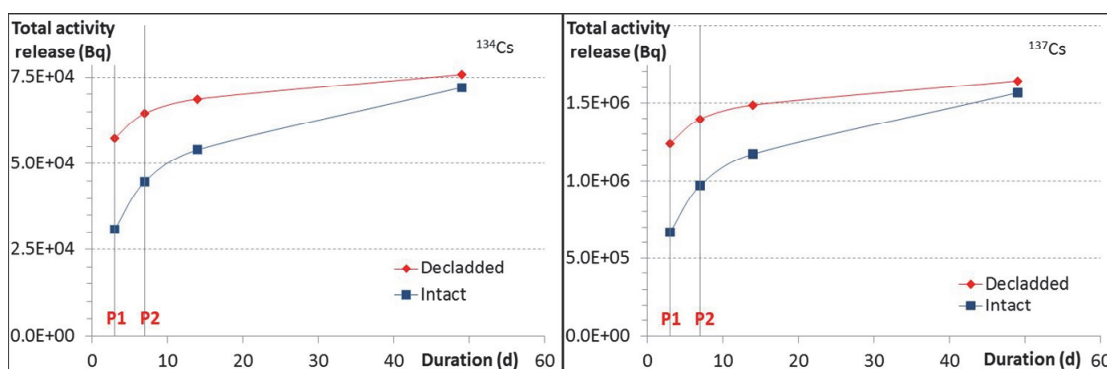 Total activity
release (Bq)
134Cs
7.5E+04
5.0E+04
2.5E+04
0.0E+00
Decladded
Intact
P1 P2
0 10 20 30 40 50 60
Duration (d)
Total activity
release (Bq)
137Cs
1.5E+06
1.0E+06
5.0E+05
0.0E+00
Decladded
Intact
P1 P2
0 10 20 30 40 50 60
Duration (d)